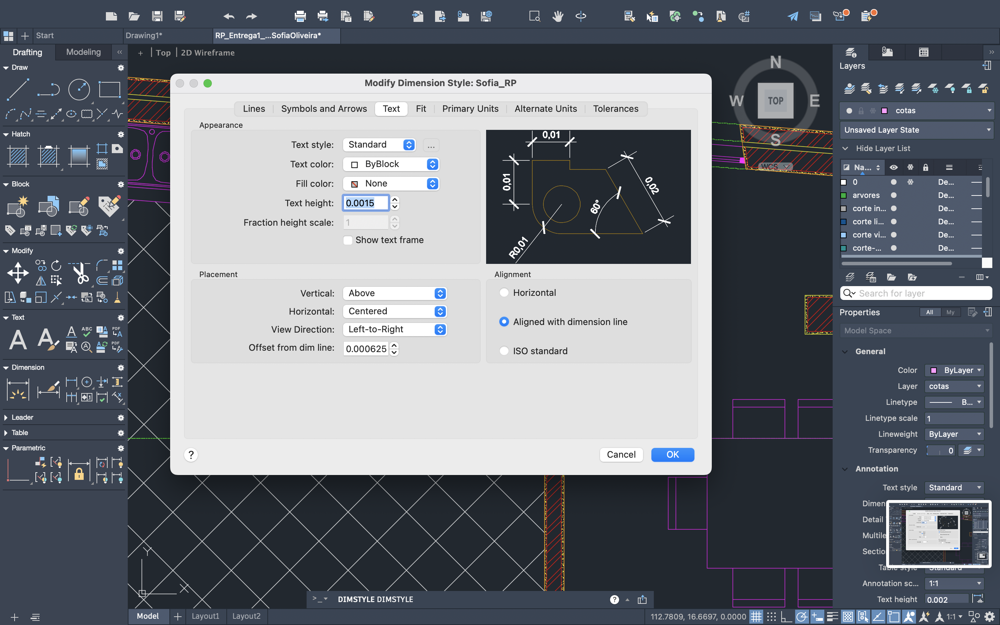 Start
Drawing1*
RP_Entrega1_...SofiaOliveira*
Drafting
Modeling
+ | Top | 2D Wireframe
Draw
Hatch
Block
Modify
Text
ABC
PDF
A
PDF
Dimension
Leader
Table
Parametric
Modify Dimension Style: Sofia_RP
Lines
Symbols and Arrows
Text
Fit
Primary Units
Alternate Units
Tolerances
Appearance
Text style: Standard ...
Text color: ByBlock
Fill color: None
Text height: 0.0015
Fraction height scale: 1
Show text frame
0,01
0,01
0,02
60°
R0,01
Placement
Vertical: Above
Horizontal: Centered
View Direction: Left-to-Right
Offset from dim line: 0.000625
Alignment
Horizontal
Aligned with dimension line
ISO standard
?
Cancel
OK
N
W
TOP
E
S
WCS
Y
X
>_ DIMSTYLE DIMSTYLE
?
Model
Layout1
Layout2
112.7809, 16.6697, 0.0000
1:1
Layers
cotas
Unsaved Layer State
Hide Layer List
Na...
0 De...
arvores De...
corte in... De...
corte li... De...
corte vi... De...
corte-... De...
Search for layer
Properties
All
My
Model Space
General
Color ByLayer
Layer cotas
Linetype B...
Linetype scale 1
Lineweight ByLayer
Transparency 0
Annotation
Text style Standard
Dimen
Detail
Multile
Sectio
Table style Standard
Annotation sc... 1:1
Text height 0.002